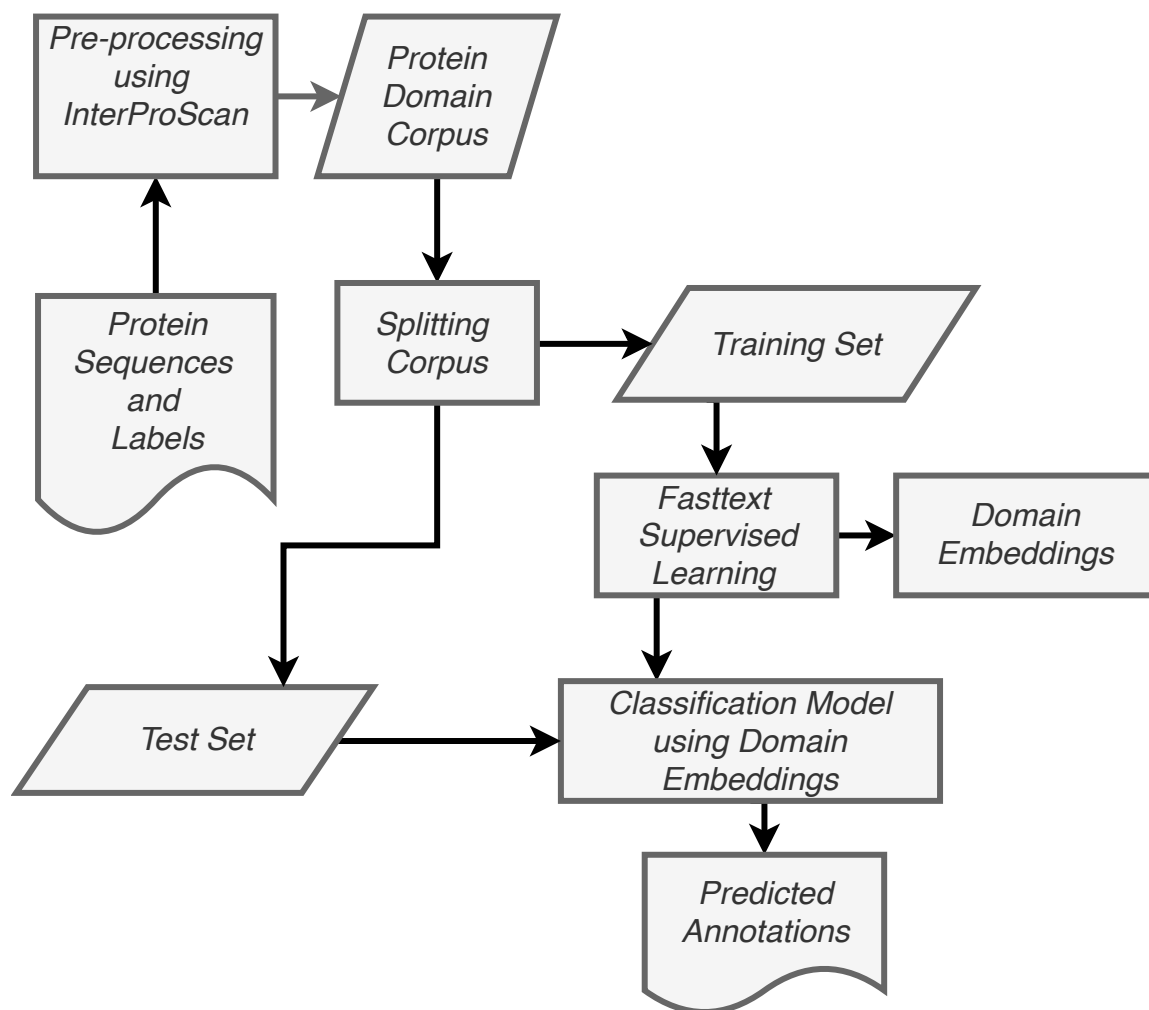 Pre-processing
using
InterProScan
Protein
Domain
Corpus
Protein
Sequences
and
Labels
Splitting
Corpus
Training Set
Fasttext
Supervised
Learning
Domain
Embeddings
Test Set
Classification Model
using Domain
Embeddings
Predicted
Annotations